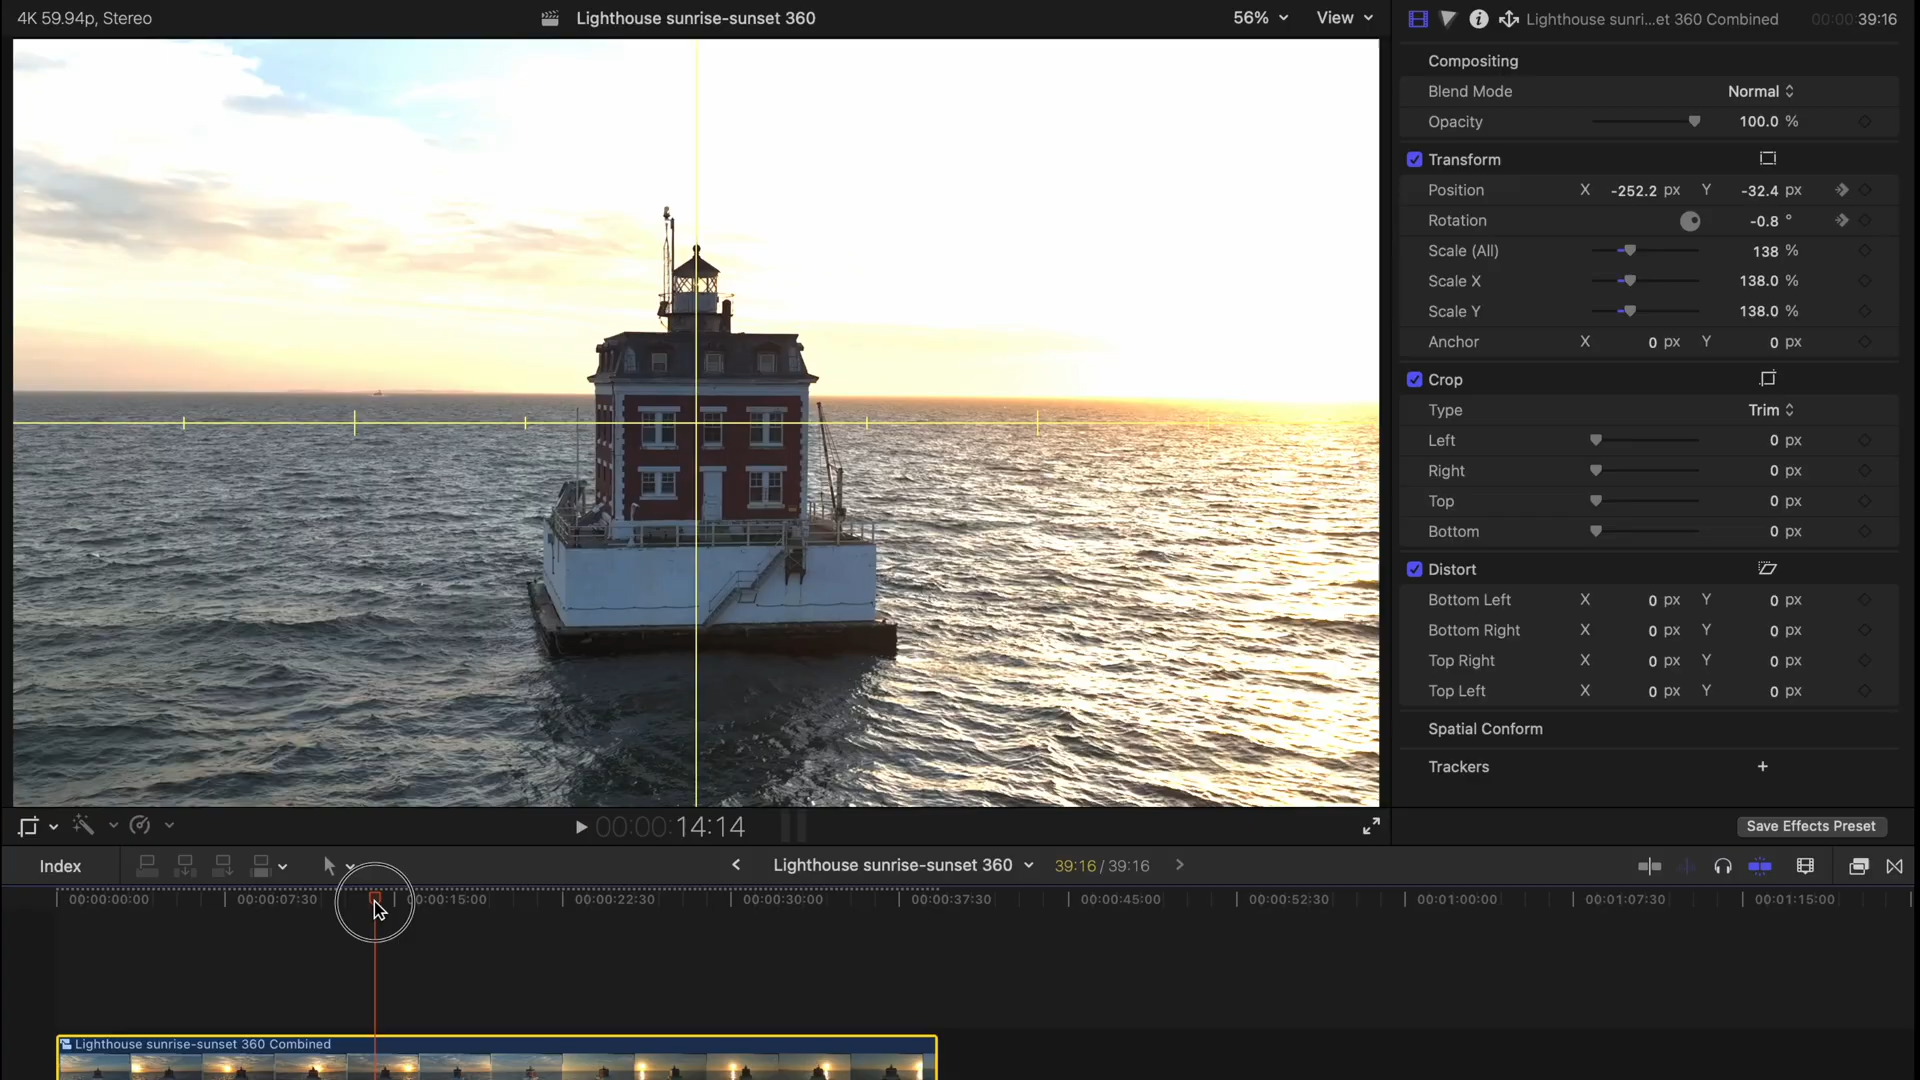 4K 59.94p, Stereo
Lighthouse sunrise-sunset 360
56%
View
Lighthouse sunri...et 360 Combined
00:00:39:16
Compositing
Blend Mode Normal
Opacity 100.0 %
Transform
Position X -252.2 px Y -32.4 px
Rotation -0.8 °
Scale (All) 138 %
Scale X 138.0 %
Scale Y 138.0 %
Anchor X 0 px Y 0 px
Crop
Type Trim
Left 0 px
Right 0 px
Top 0 px
Bottom 0 px
Distort
Bottom Left X 0 px Y 0 px
Bottom Right X 0 px Y 0 px
Top Right X 0 px Y 0 px
Top Left X 0 px Y 0 px
Spatial Conform
Trackers +
00:00:14:14
Save Effects Preset
Index
Lighthouse sunrise-sunset 360
39:16 / 39:16
00:00:00:00 00:00:07:30 00:00:15:00 00:00:22:30 00:00:30:00 00:00:37:30 00:00:45:00 00:00:52:30 00:01:00:00 00:01:07:30 00:01:15:00
Lighthouse sunrise-sunset 360 Combined